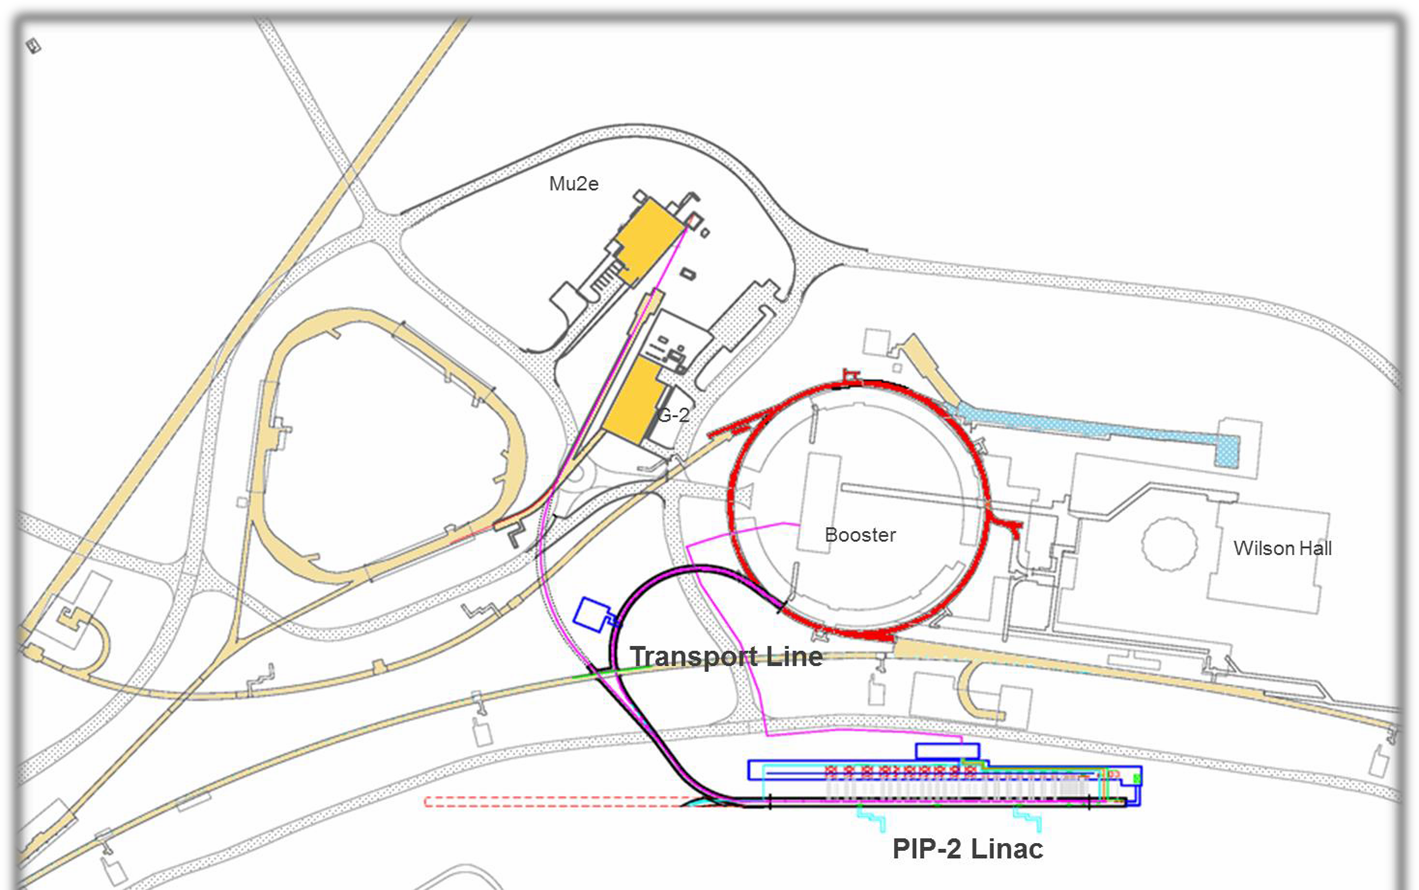 Mu2e
G-2
Booster
Wilson Hall
Transport Line
PIP-2 Linac